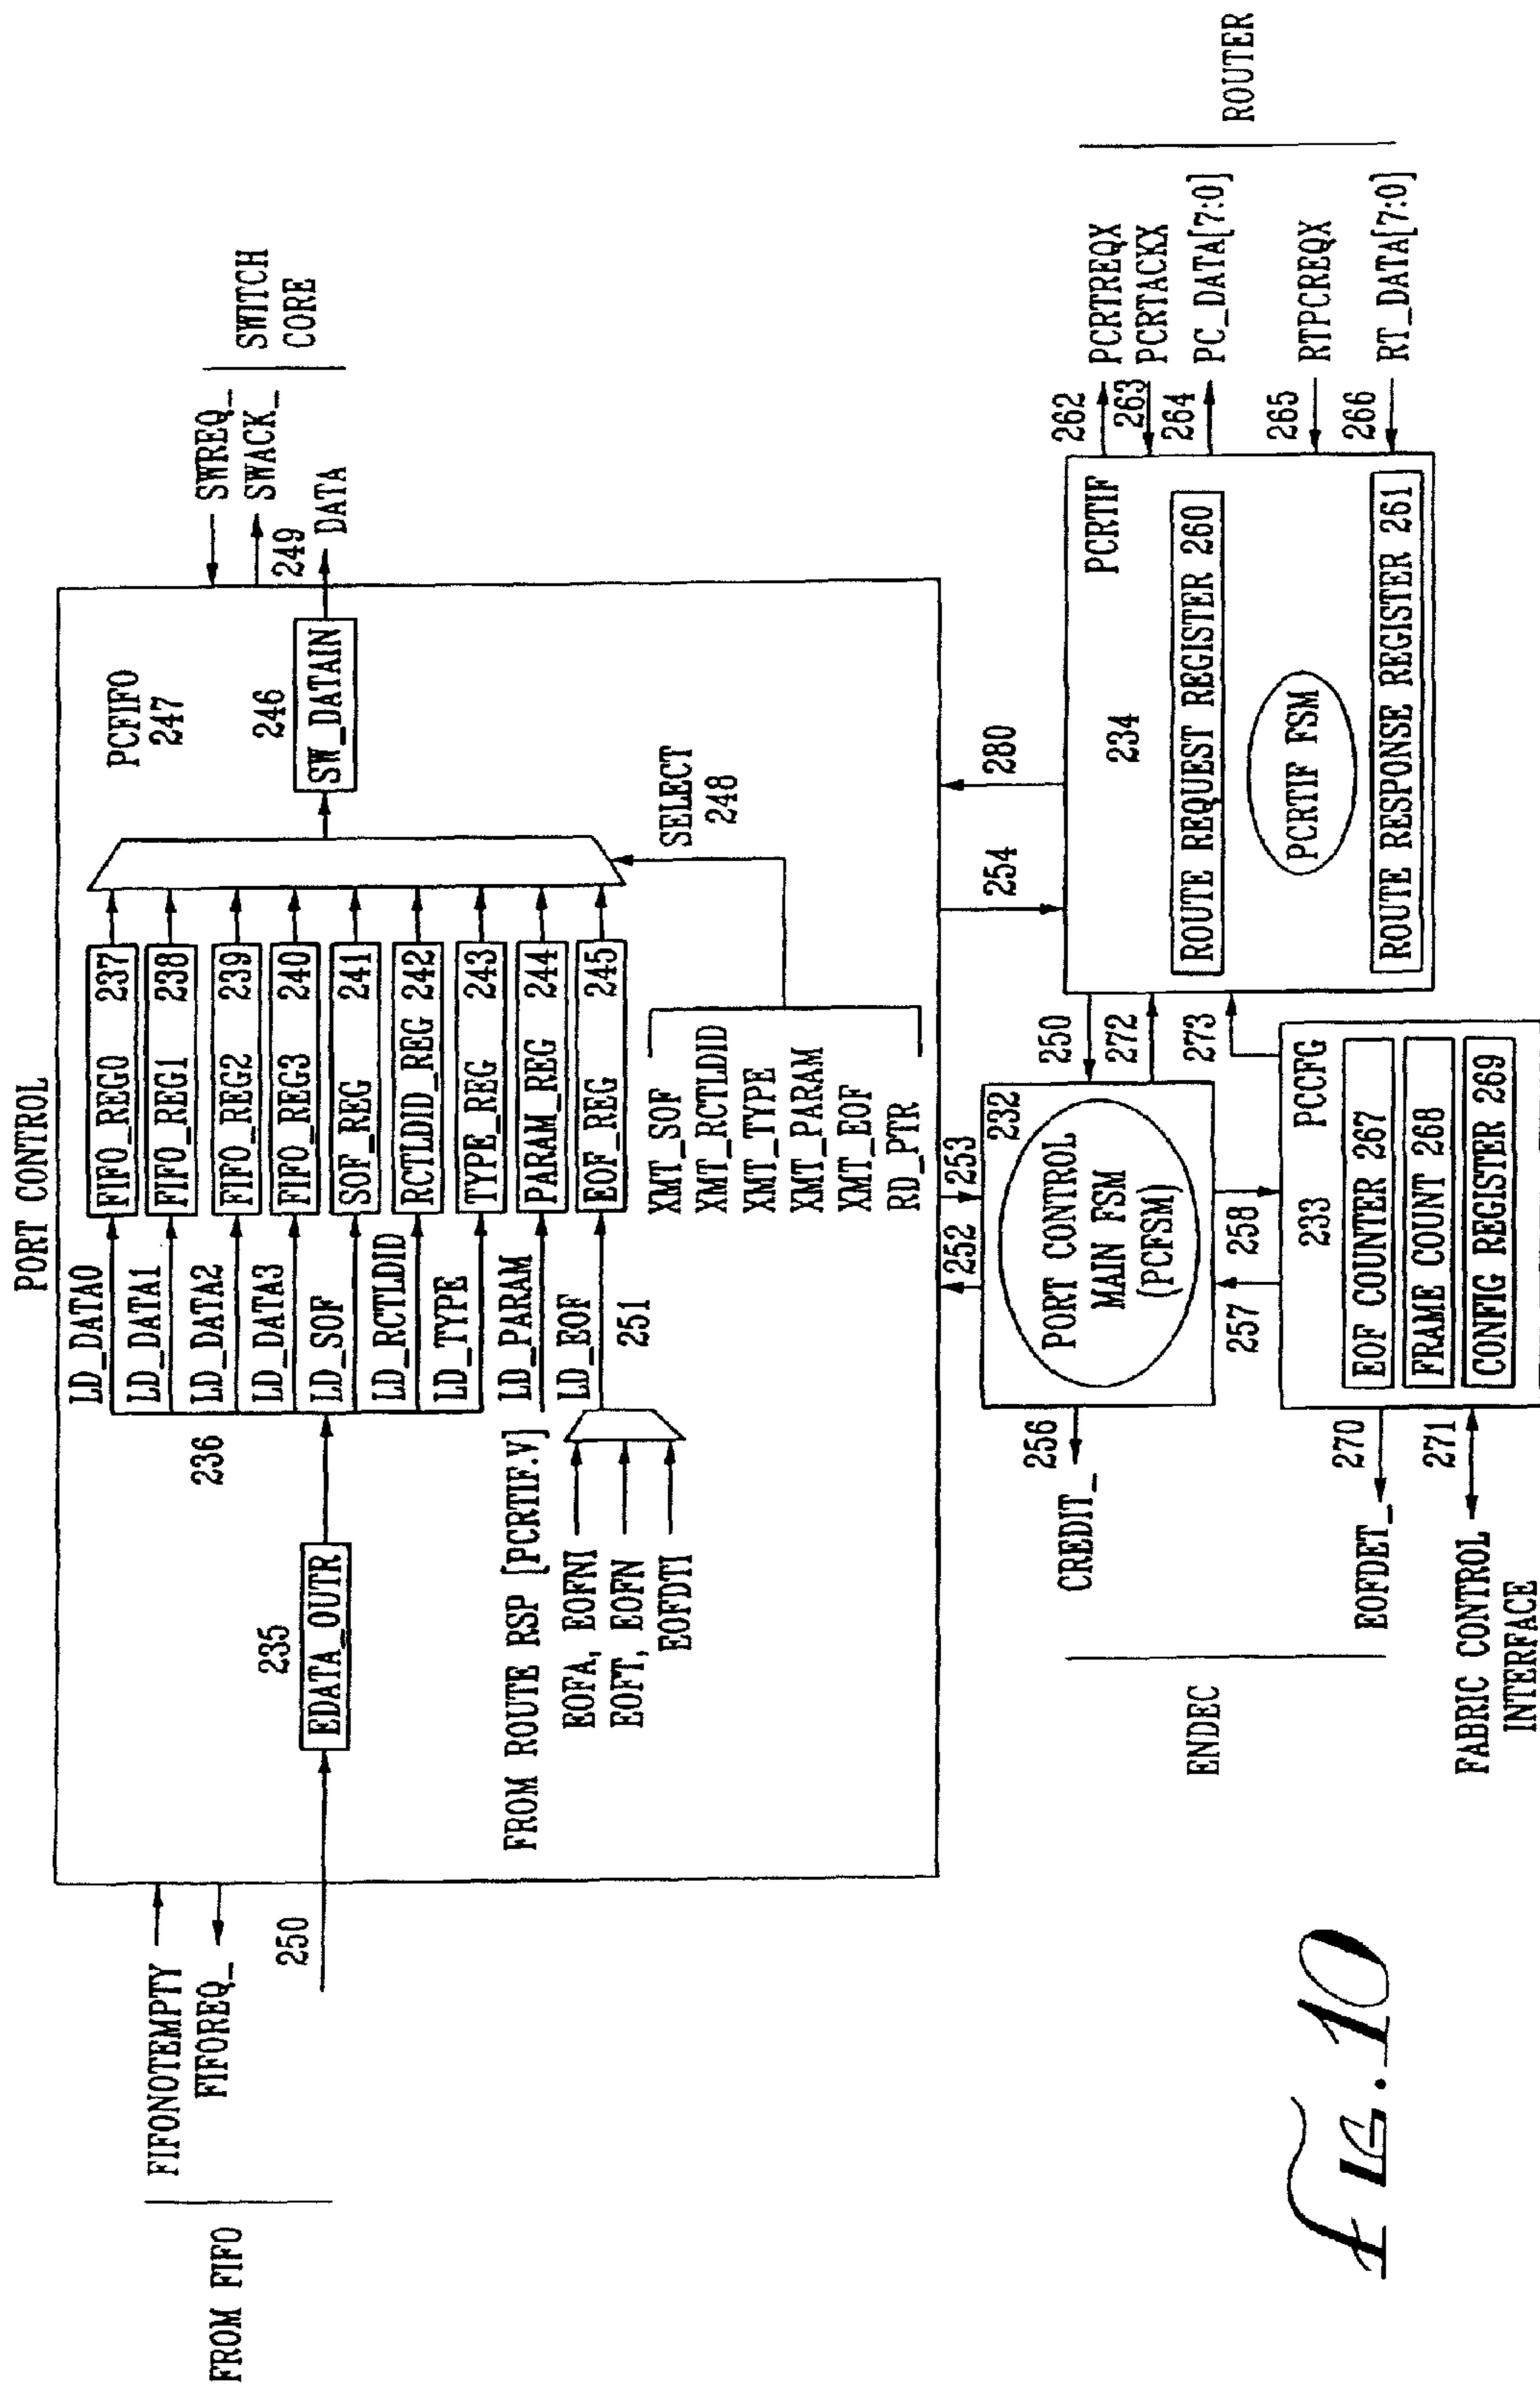 PORT CONTROL
FROM FIFO
FIFONOTEMPTY
FIFOREQ_
250
235
EDATA_OUTR
236
LD_DATA0
LD_DATA1
LD_DATA2
LD_DATA3
LD_SOF
LD_RCTLDID
LD_TYPE
LD_PARAM
LD_EOF
251
FROM ROUTE RSP [PCRTIF.V]
EOFA, EOFNI
EOFT, EOFN
EOFDTI
FIFO_REG0 237
FIFO_REG1 238
FIFO_REG2 239
FIFO_REG3 240
SOF_REG 241
RCTLDID_REG 242
TYPE_REG 243
PARAM_REG 244
EOF_REG 245
XMT_SOF
XMT_RCTLDID
XMT_TYPE
XMT_PARAM
XMT_EOF
RD_PTR
SELECT
248
PCFIFO
247
246
SW_DATAIN
SWREQ_
SWACK_
249
DATA
SWITCH
CORE
252
253
254
280
232
PORT CONTROL
MAIN FSM
(PCFSM)
256
CREDIT_
257
258
250
272
273
PCCFG
233
EOF COUNTER 267
FRAME COUNT 268
CONFIG REGISTER 269
270
EOFDET_
271
FABRIC CONTROL
INTERFACE
ENDEC
PCRTIF
234
ROUTE REQUEST REGISTER 260
PCRTIF FSM
ROUTE RESPONSE REGISTER 261
262
PCRTREQX
263
PCRTACKX
264
PC_DATA[7:0]
265
RTPCREQX
266
RT_DATA[7:0]
ROUTER
FIG. 10